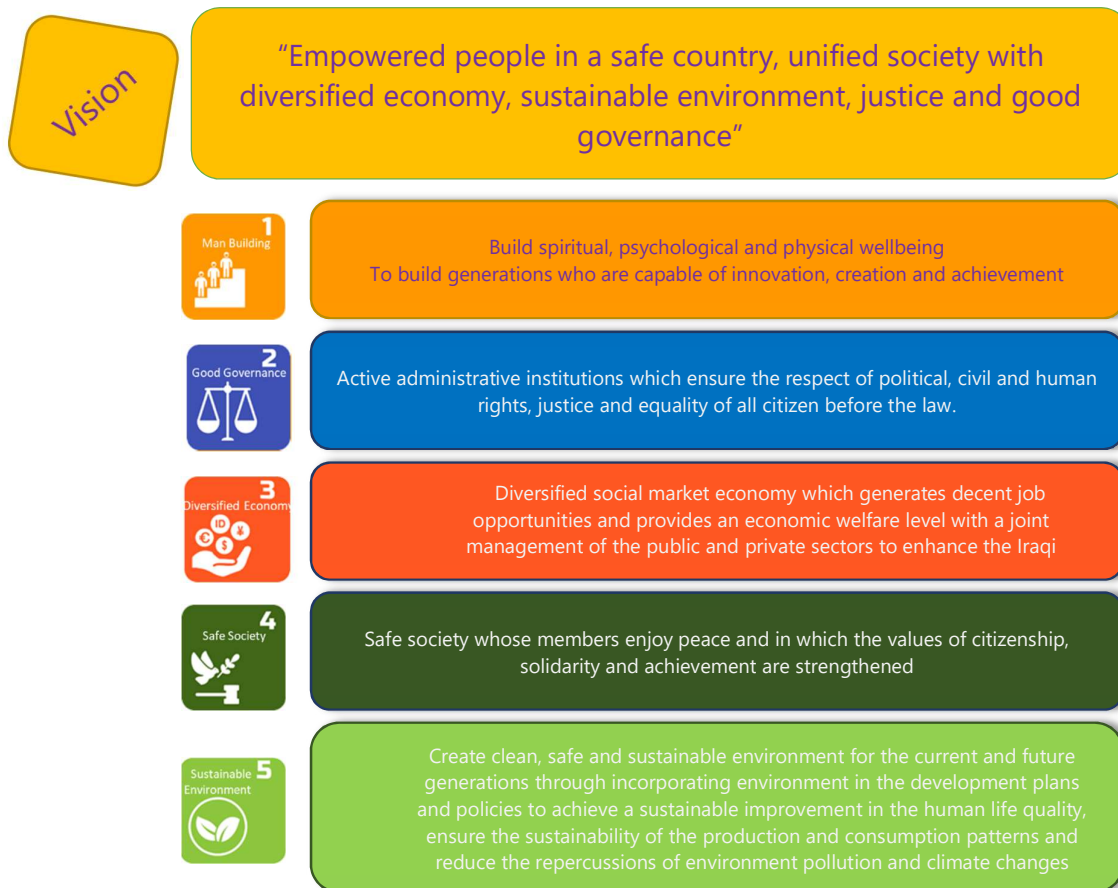 Vision
“Empowered people in a safe country, unified society with
diversified economy, sustainable environment, justice and good
governance”
1
Man Building
Build spiritual, psychological and physical wellbeing
To build generations who are capable of innovation, creation and achievement
2
Good Governance
Active administrative institutions which ensure the respect of political, civil and human
rights, justice and equality of all citizen before the law.
3
Diversified Economy
ID
€
¥
$
Diversified social market economy which generates decent job
opportunities and provides an economic welfare level with a joint
management of the public and private sectors to enhance the Iraqi
4
Safe Society
Safe society whose members enjoy peace and in which the values of citizenship,
solidarity and achievement are strengthened
Sustainable 5
Environment
Create clean, safe and sustainable environment for the current and future
generations through incorporating environment in the development plans
and policies to achieve a sustainable improvement in the human life quality,
ensure the sustainability of the production and consumption patterns and
reduce the repercussions of environment pollution and climate changes